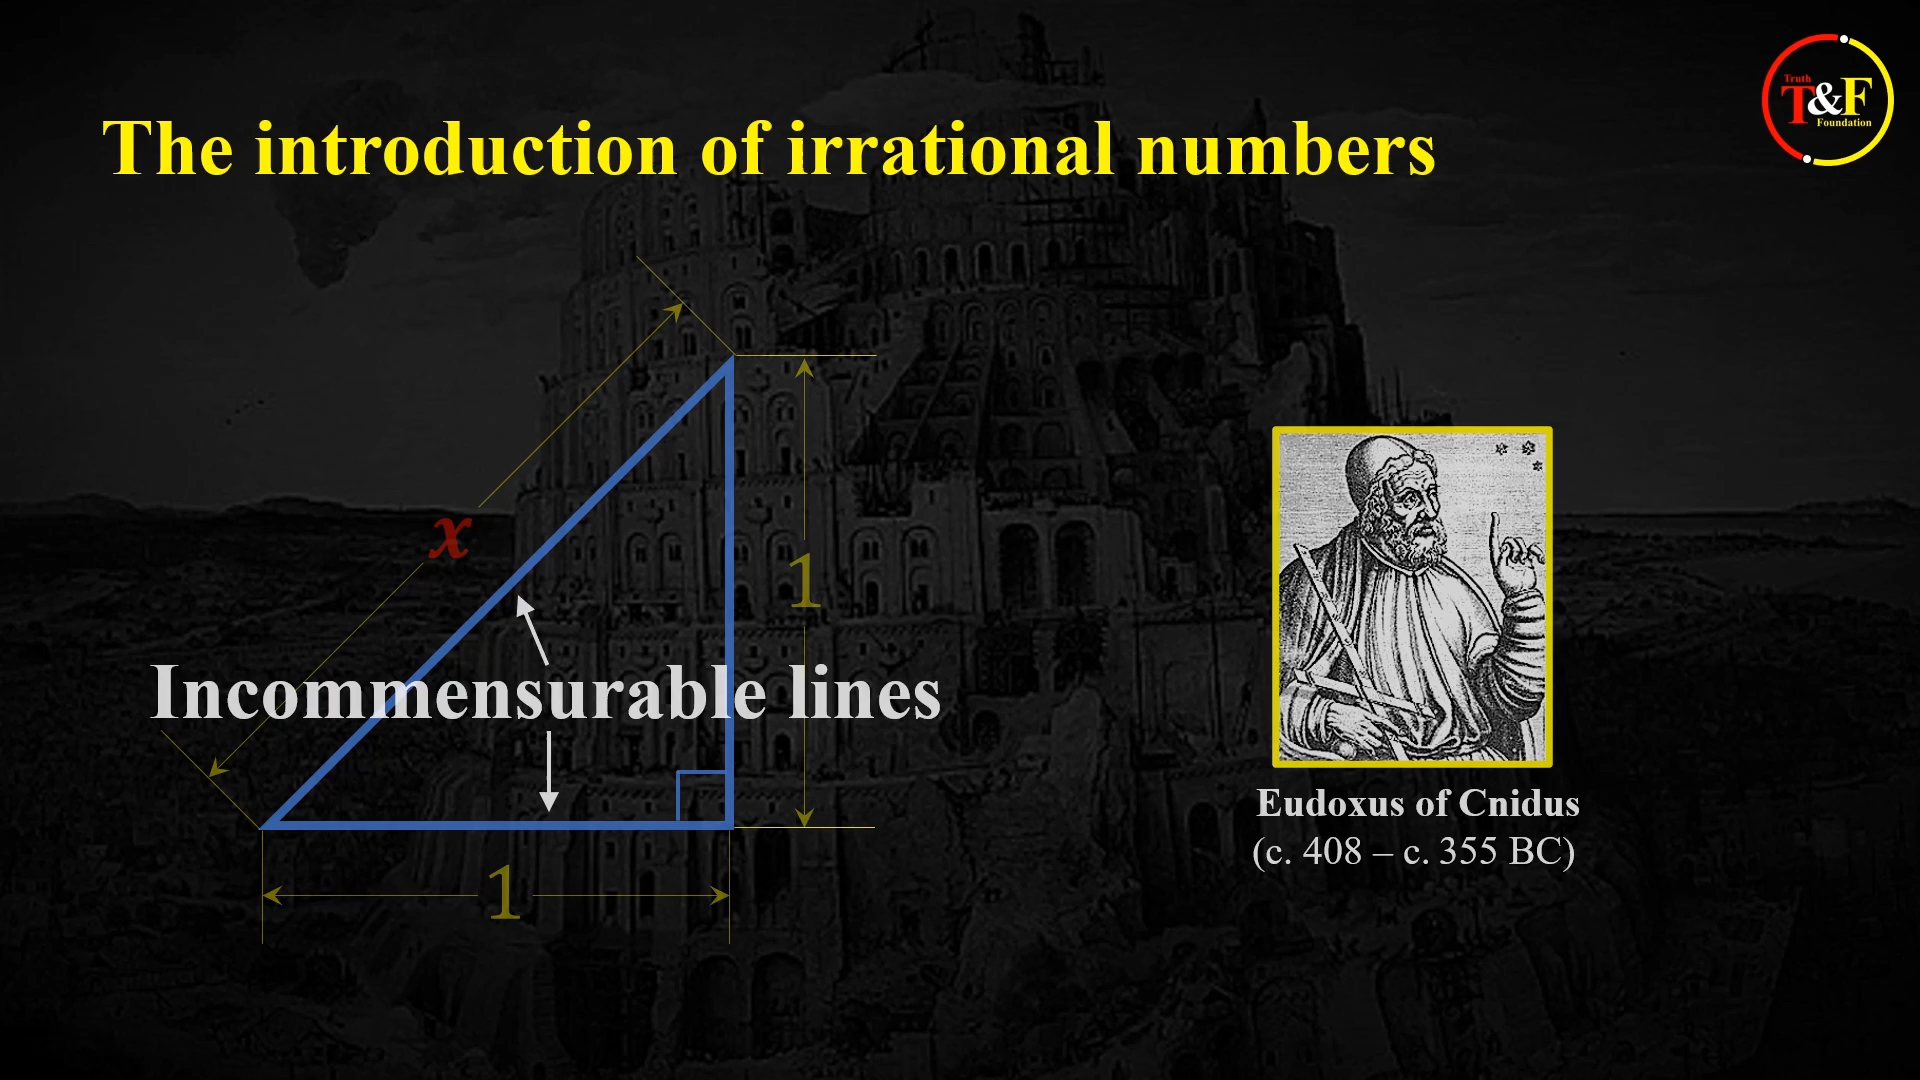 The introduction of irrational numbers
Truth
T&F
Foundation
x
1
Incommensurable lines
1
Eudoxus of Cnidus
(c. 408 – c. 355 BC)